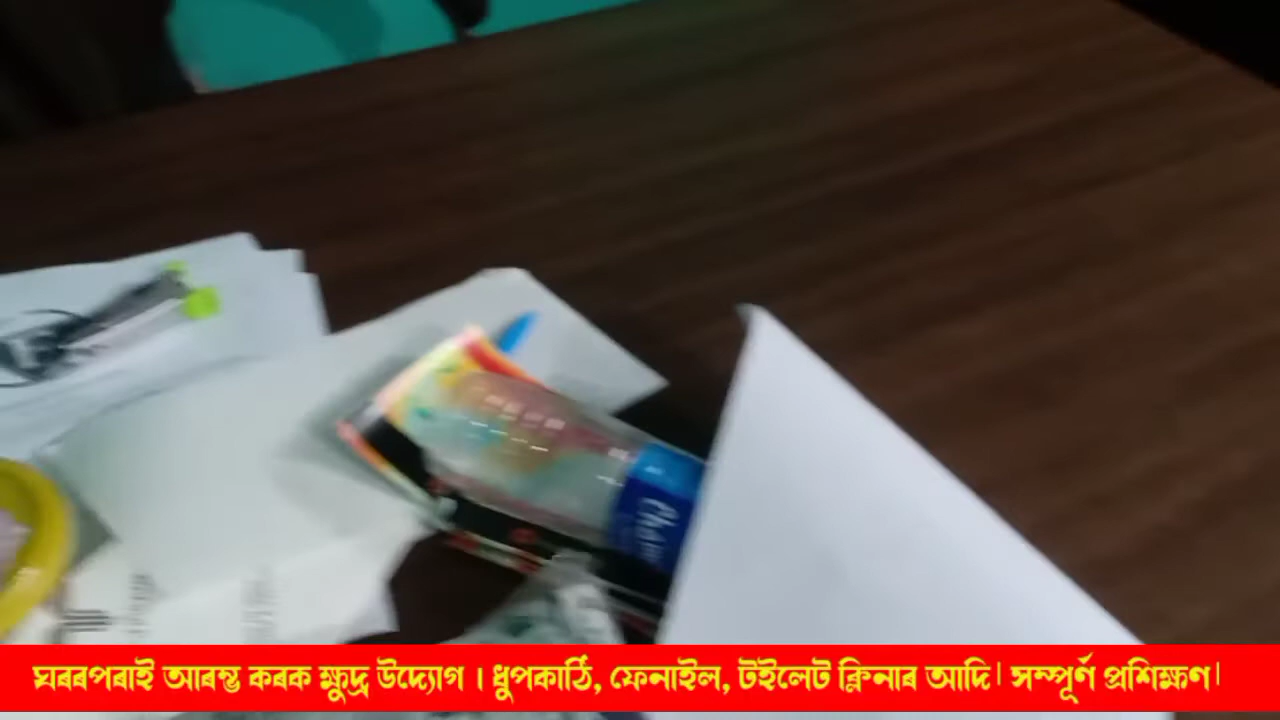 ঘৰৰপৰাই আৰম্ভ কৰক ক্ষুদ্ৰ উদ্যোগ । ধুপকাঠি, ফেনাইল, টইলেট ক্লিনাৰ আদি। সম্পূৰ্ণ প্ৰশিক্ষণ।